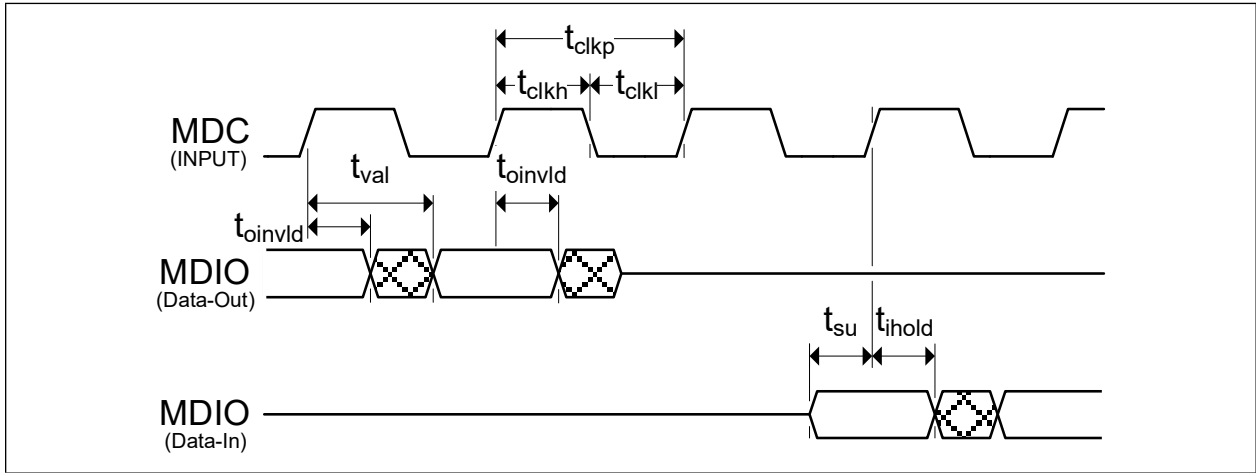 tclkp
tclkh tclkl
MDC
(INPUT)
tval
toinvld
toinvld
MDIO
(Data-Out)
tsu tihold
MDIO
(Data-In)